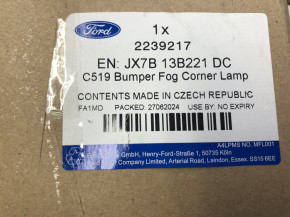 Ford
1x
2239217
EN: JX7B 13B221 DC
C519 Bumper Fog Corner Lamp
CONTENTS MADE IN CZECH REPUBLIC
FA1MD PACKED: 27062024 USE BY: NO EXPIRY
A4LPMS NO. MFL001
GmbH, Henry-Ford-Straße 1, 50735 Köln
Company Limited, Arterial Road, Laindon, Essex. SS15 6EE